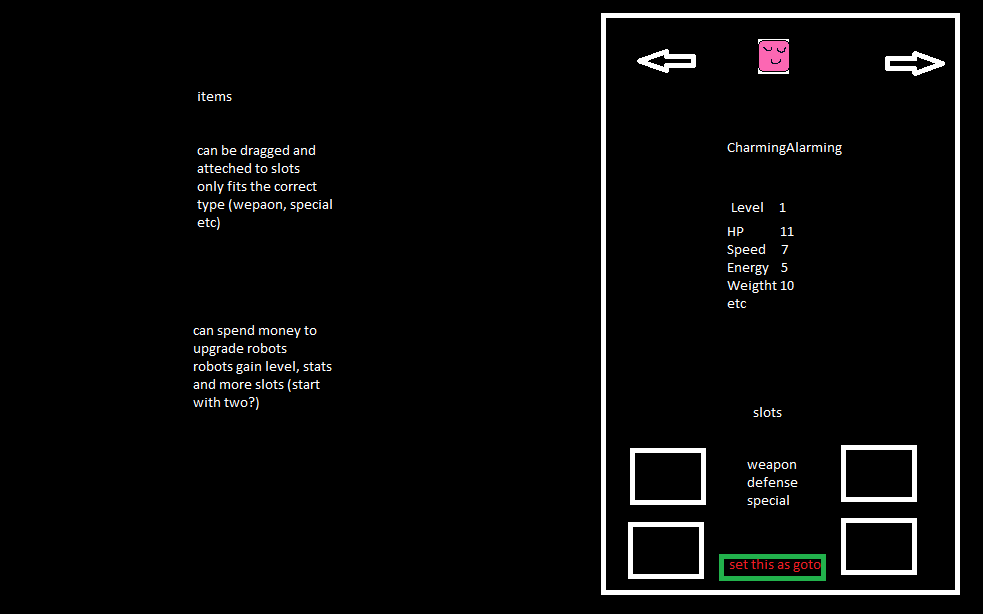 items
can be dragged and
atteched to slots
only fits the correct
type (wepaon, special
etc)
can spend money to
upgrade robots
robots gain level, stats
and more slots (start
with two?)
CharmingAlarming
Level 1
HP 11
Speed 7
Energy 5
Weigtht 10
etc
slots
weapon
defense
special
set this as goto